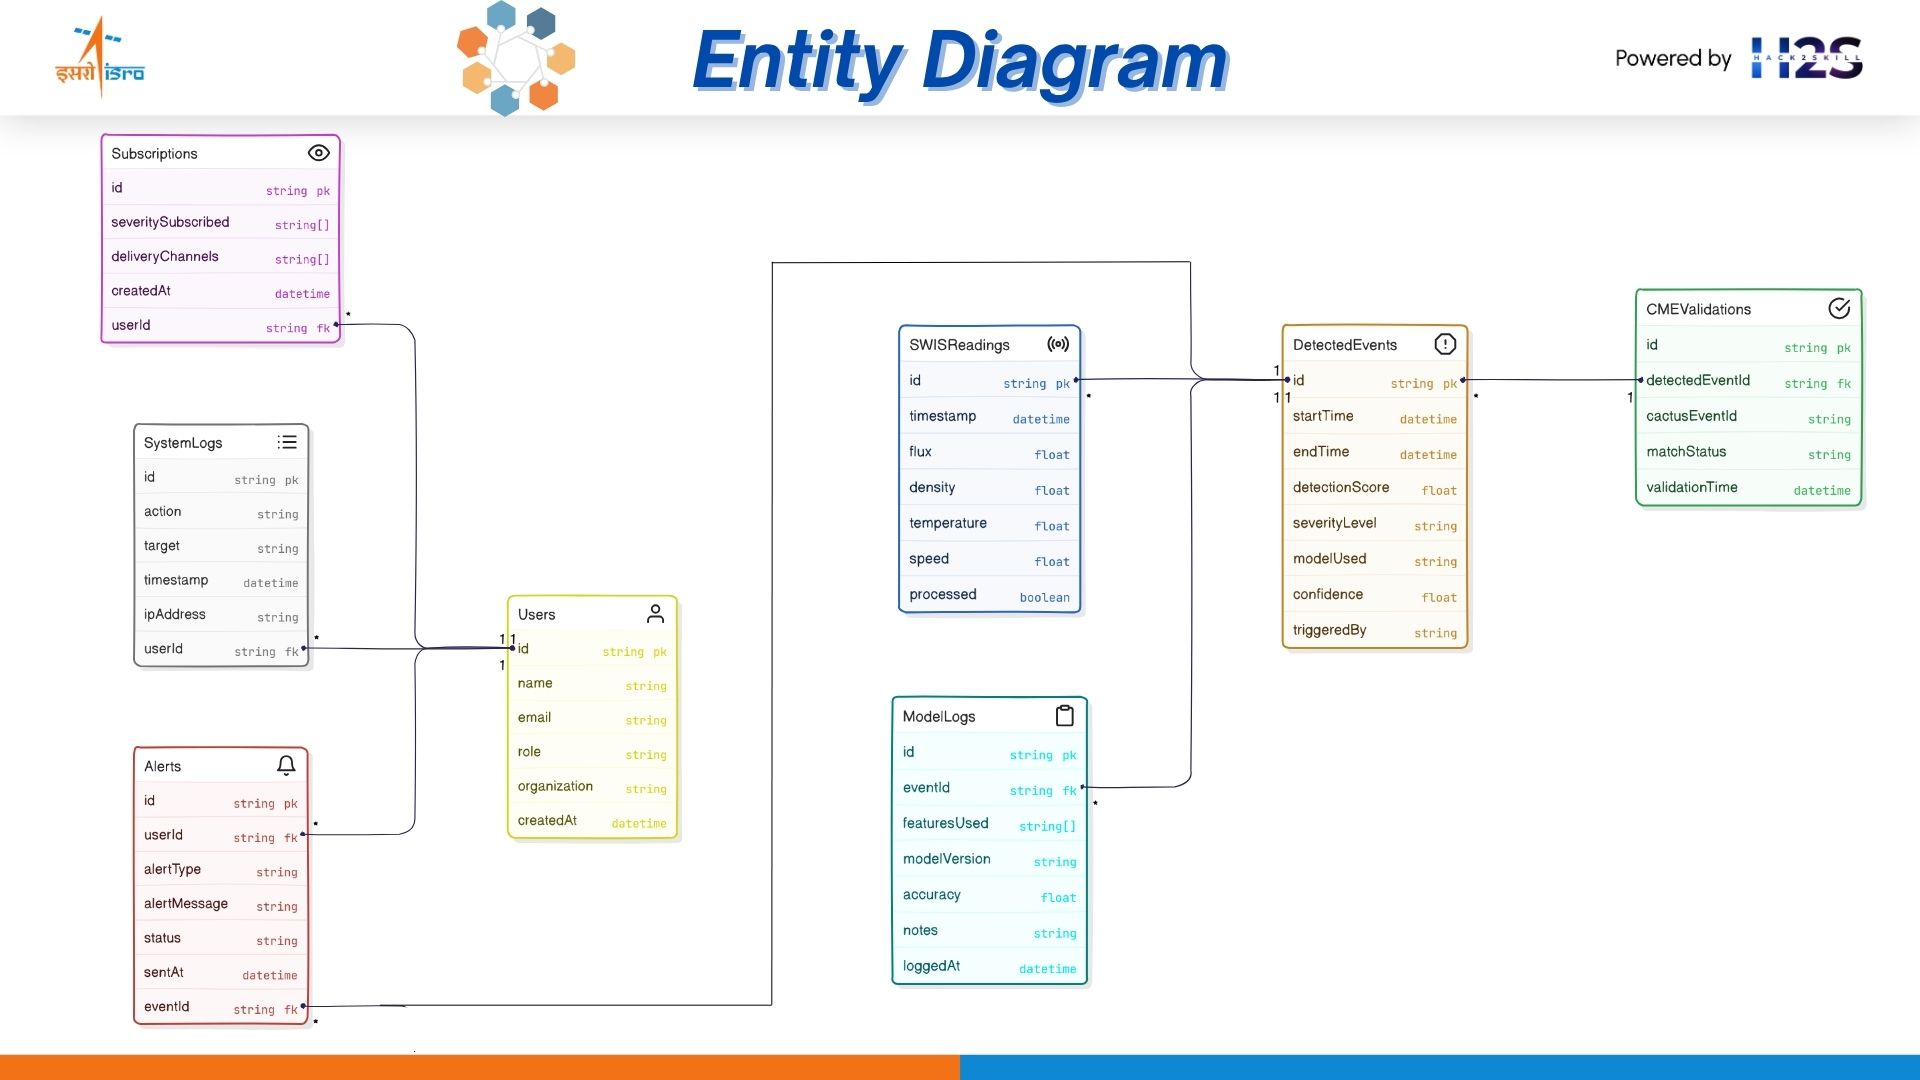 इसरो isro
Entity Diagram
Powered by H2S
HACK2SKILL
Subscriptions
id string pk
severitySubscribed string[]
deliveryChannels string[]
createdAt datetime
userId string fk
*
SystemLogs
id string pk
action string
target string
timestamp datetime
ipAddress string
userId string fk
*
Alerts
id string pk
userId string fk
*
alertType string
alertMessage string
status string
sentAt datetime
eventId string fk
*
Users
1 1
id string pk
1
name string
email string
role string
organization string
createdAt datetime
SWISReadings
id string pk
*
timestamp datetime
flux float
density float
temperature float
speed float
processed boolean
ModelLogs
id string pk
eventId string fk
*
featuresUsed string[]
modelVersion string
accuracy float
notes string
loggedAt datetime
DetectedEvents
1
id string pk
1 1
*
startTime datetime
endTime datetime
detectionScore float
severityLevel string
modelUsed string
confidence float
triggeredBy string
CMEValidations
id string pk
detectedEventId string fk
1
cactusEventId string
matchStatus string
validationTime datetime